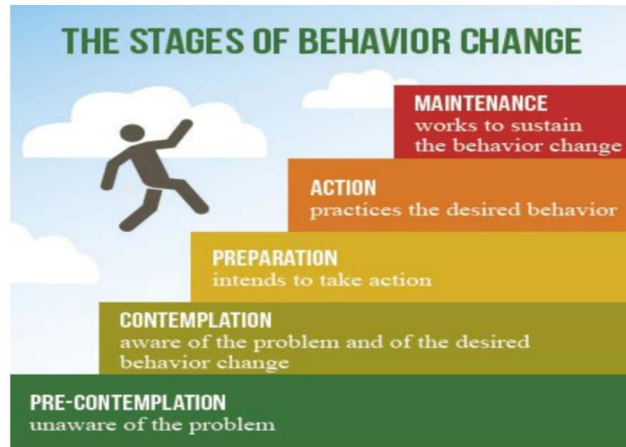 THE STAGES OF BEHAVIOR CHANGE
MAINTENANCE
works to sustain
the behavior change
ACTION
practices the desired behavior
PREPARATION
intends to take action
CONTEMPLATION
aware of the problem and of the desired
behavior change
PRE-CONTEMPLATION
unaware of the problem